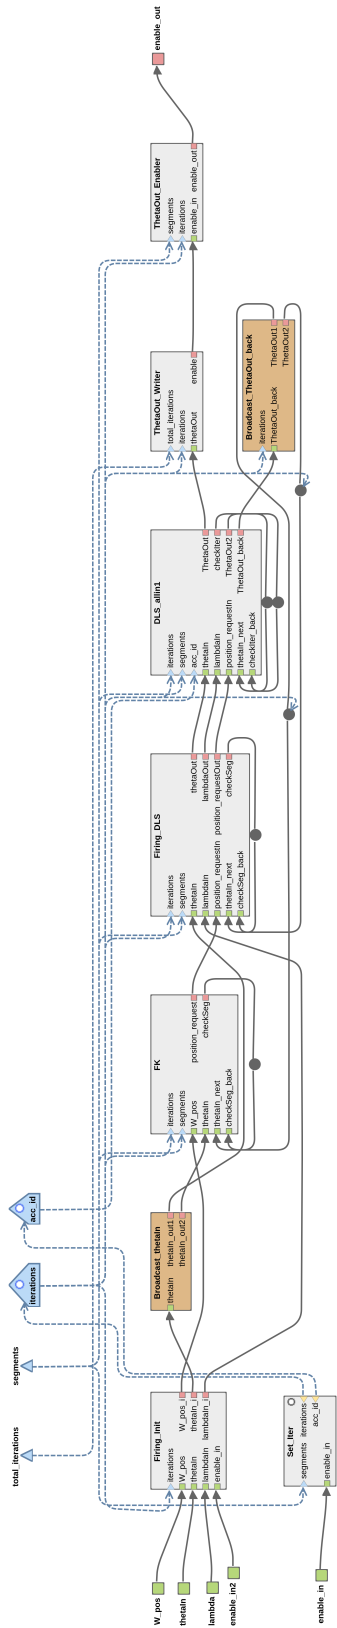 total_iterations
segments
iterations
acc_id
W_pos
thetaIn
lambda
enable_in2
enable_in
Firing_Init
iterations
W_pos
thetaIn
lambdaIn
enable_in
W_pos_i
thetaIn_i
lambdaIn_i
Set_Iter
segments
enable_in
iterations
acc_id
Broadcast_thetaIn
thetaIn
thetaIn_out1
thetaIn_out2
FK
iterations
segments
W_pos
thetaIn
thetaIn_next
checkSeg_back
position_request
checkSeg
Firing_DLS
iterations
segments
thetaIn
lambdaIn
position_requestIn
thetaIn_next
checkSeg_back
thetaOut
lambdaOut
position_requestOut
checkSeg
DLS_allin1
iterations
segments
acc_id
thetaIn
lambdaIn
position_requestIn
thetaIn_next
checkIter_back
ThetaOut
checkIter
ThetaOut2
ThetaOut_back
ThetaOut_Writer
total_iterations
iterations
thetaOut
enable
Broadcast_ThetaOut_back
iterations
ThetaOut_back
ThetaOut1
ThetaOut2
ThetaOut_Enabler
segments
iterations
enable_in
enable_out
enable_out